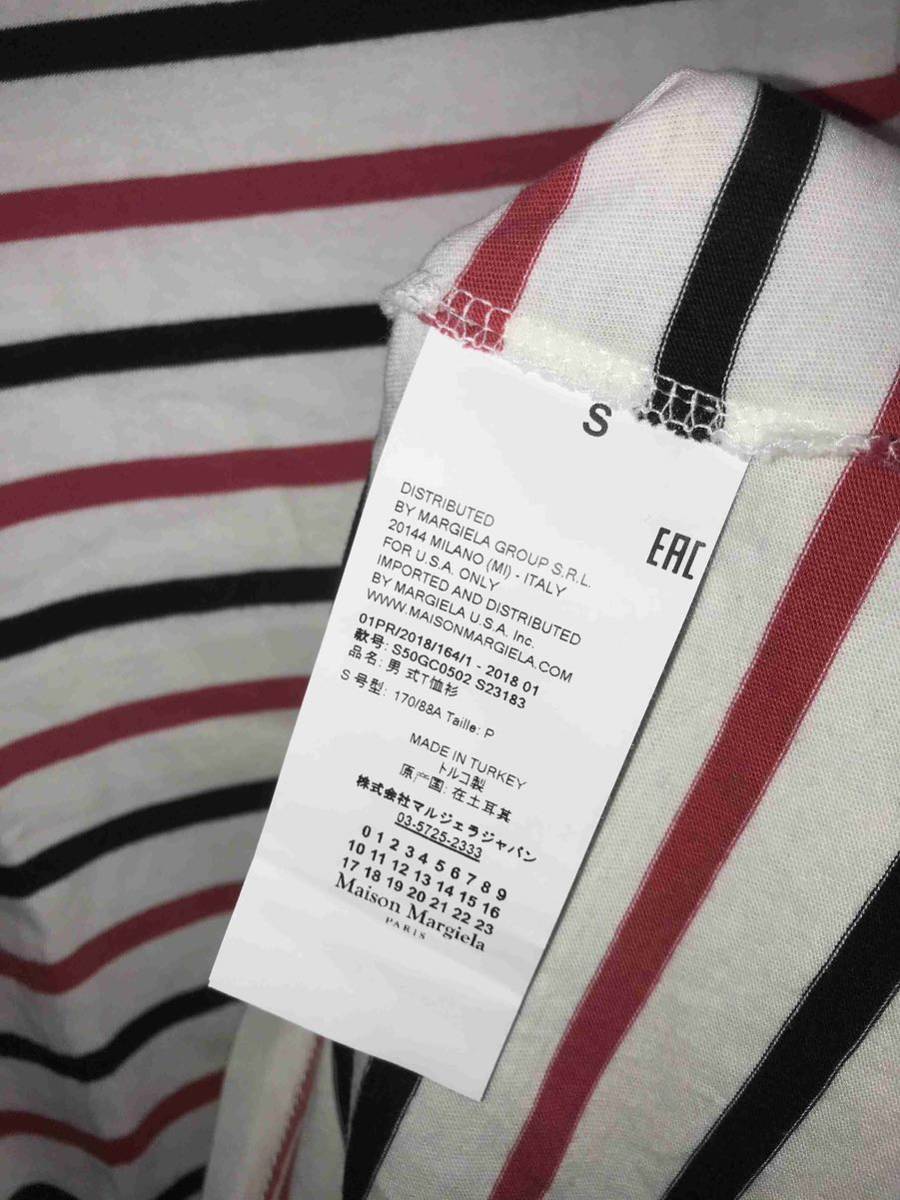 S
EAC
DISTRIBUTED
BY MARGIELA GROUP S.R.L.
20144 MILANO (MI) - ITALY
FOR U.S.A. ONLY
IMPORTED AND DISTRIBUTED
BY MARGIELA U.S.A. Inc.
WWW.MAISONMARGIELA.COM
01PR/2018/164/1 - 2018 01
款号: S50GC0502 S23183
品名: 男 式T恤衫
S 号型: 170/88A Taille: P
MADE IN TURKEY
トルコ製
原产国: 在土耳其
株式会社マルジェラジャパン
03-5725-2333
0 1 2 3 4 5 6 7 8 9
10 11 12 13 14 15 16
17 18 19 20 21 22 23
Maison Margiela
PARIS